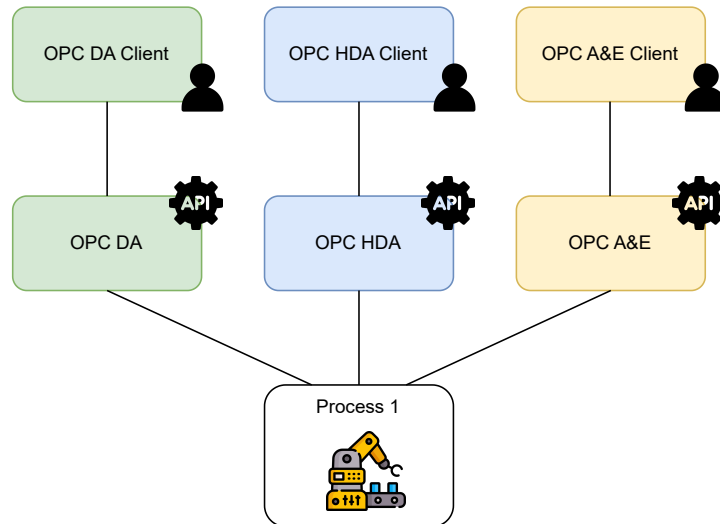 OPC DA Client
OPC HDA Client
OPC A&E Client
API
API
API
OPC DA
OPC HDA
OPC A&E
Process 1